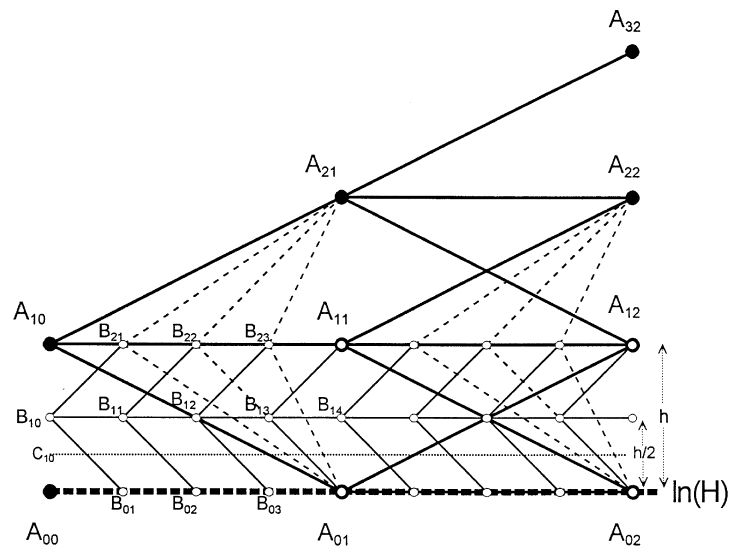 A32
A21 A22
A10 B21 B22 B23 A11 A12
B10 B11 B12 B13 B14 h
C10 h/2
B01 B02 B03 ln(H)
A00 A01 A02